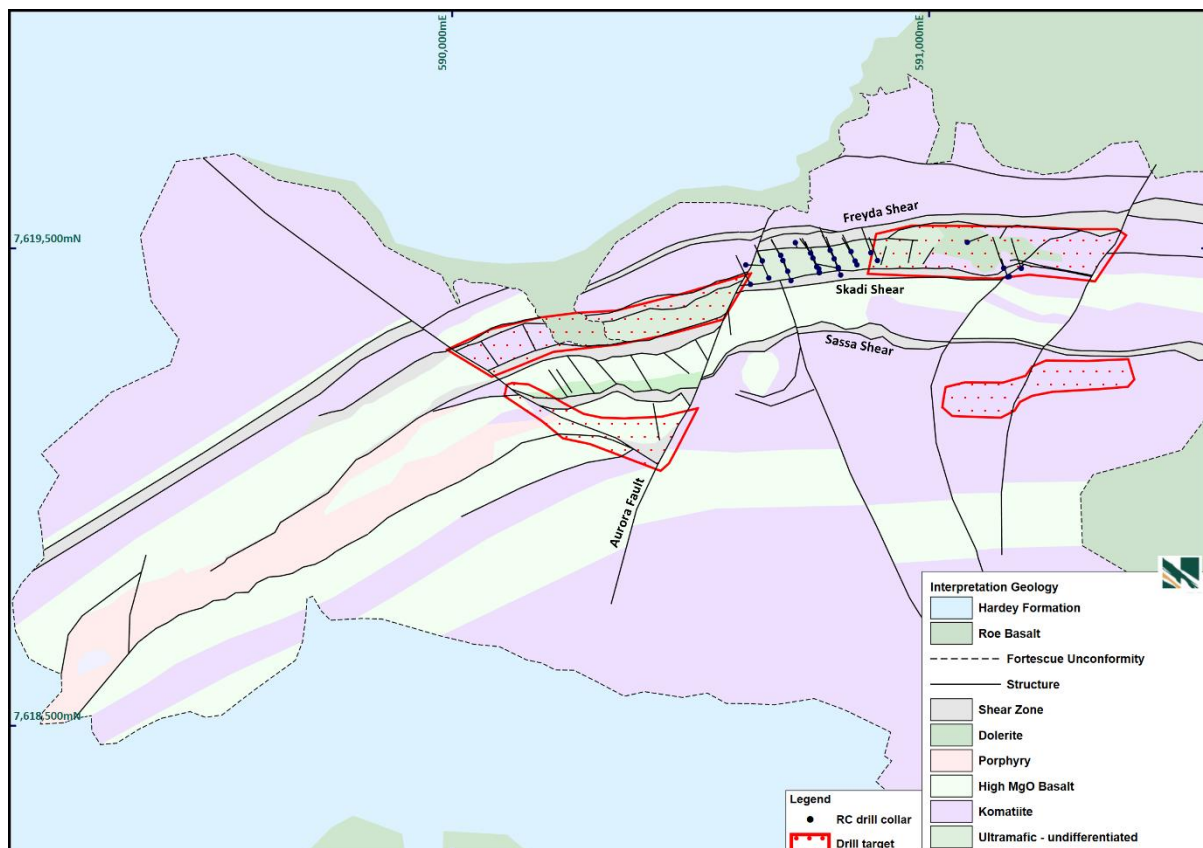 590,000mE
591,000mE
7,619,500mN
Freyda Shear
Skadi Shear
Sassa Shear
Aurora Fault
7,618,500mN
Interpretation Geology
Hardey Formation
Roe Basalt
Fortescue Unconformity
Structure
Shear Zone
Dolerite
Porphyry
High MgO Basalt
Komatiite
Ultramafic - undifferentiated
Legend
RC drill collar
Drill target